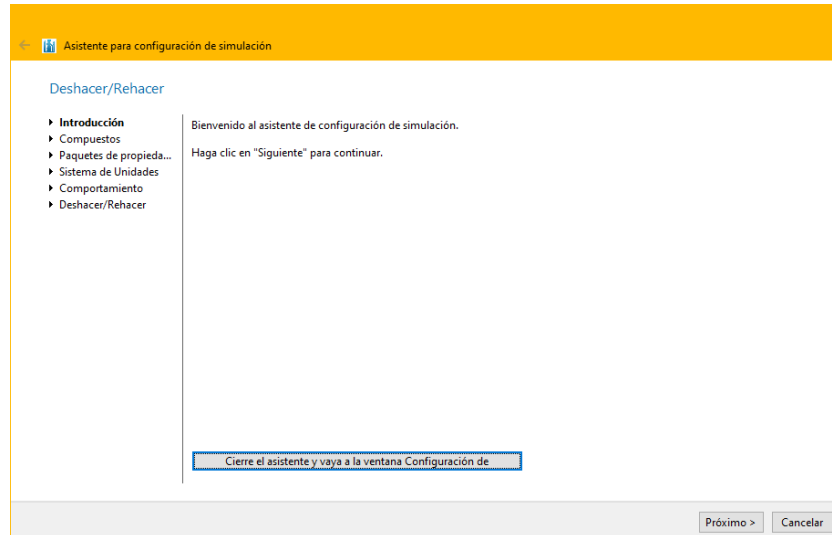 Asistente para configuración de simulación
Deshacer/Rehacer
Introducción
Compuestos
Paquetes de propieda...
Sistema de Unidades
Comportamiento
Deshacer/Rehacer
Bienvenido al asistente de configuración de simulación.
Haga clic en "Siguiente" para continuar.
Cierre el asistente y vaya a la ventana Configuración de
Próximo >
Cancelar